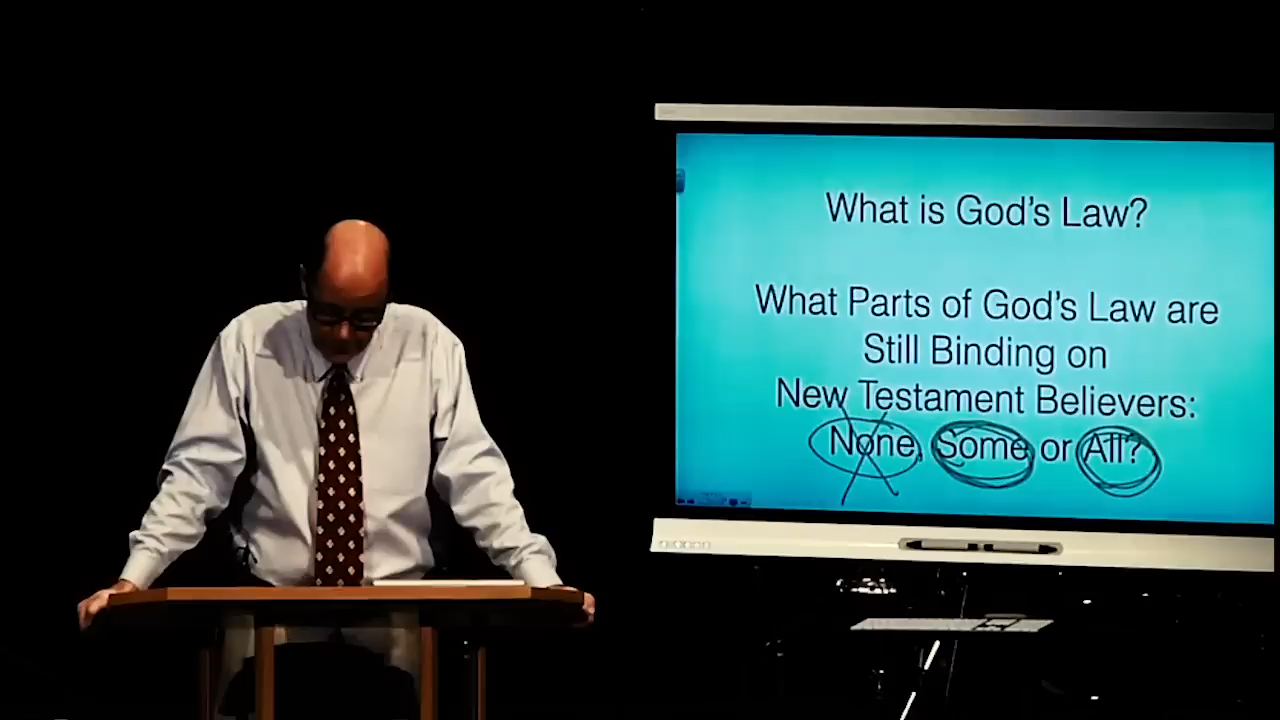 What is God's Law?
What Parts of God's Law are
Still Binding on
New Testament Believers:
None, Some or All?